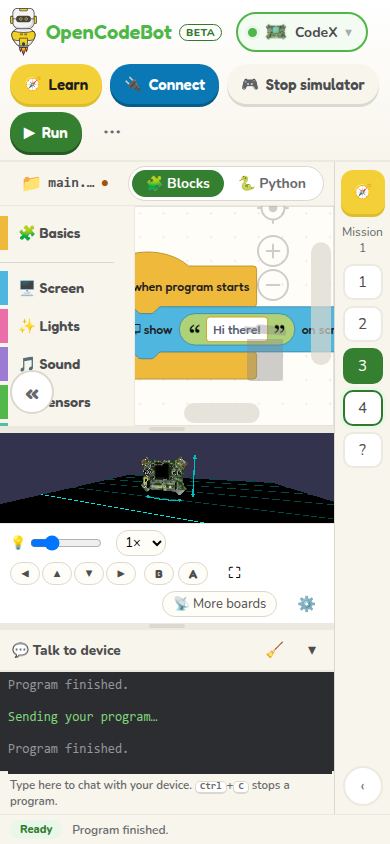 OpenCodeBot BETA CodeX
Learn Connect Stop simulator
Run
main.… Blocks Python
Mission
1
Basics
1
Screen
2
Lights
3
Sound
4
ensors
?
when program starts
show “ Hi there! ” on scr
1×
B A
More boards
Talk to device
Program finished.
Sending your program…
Program finished.
Type here to chat with your device. Ctrl+C stops a
program.
Ready Program finished.